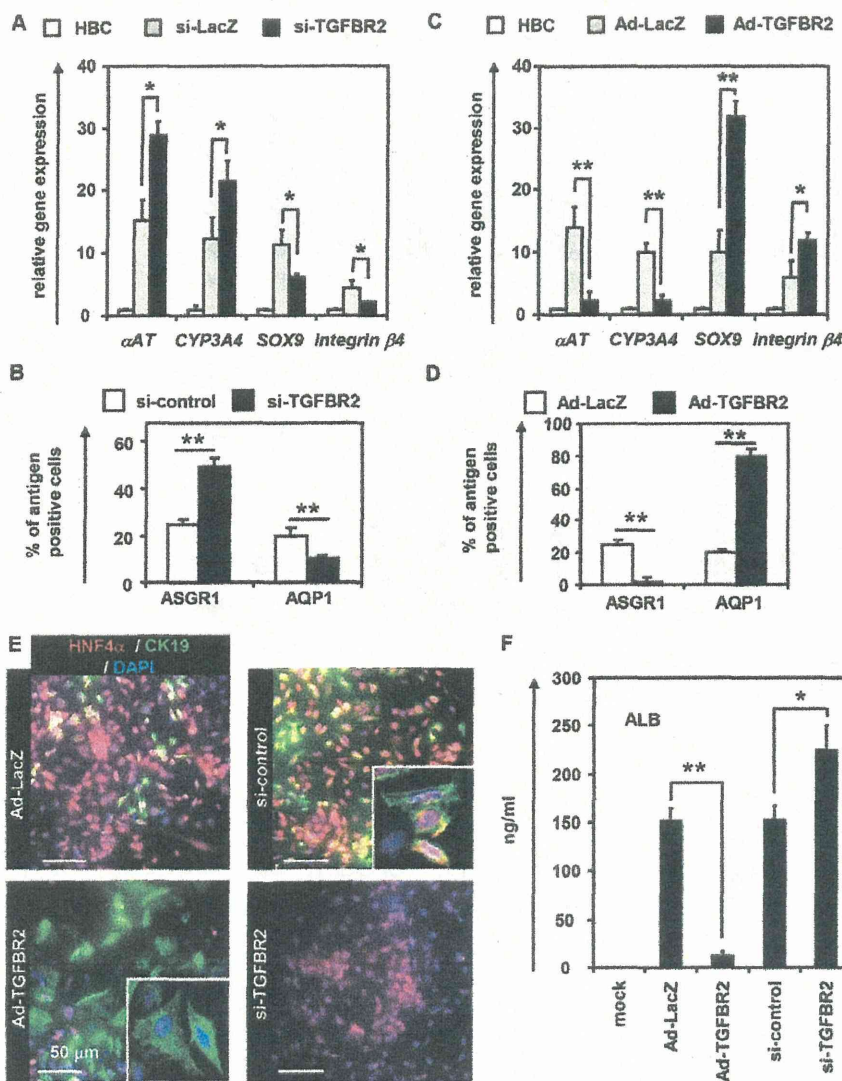 A
HBC si-LacZ si-TGFBR2
relative gene expression
40
30
20
10
0
*
*
*
*
αAT CYP3A4 SOX9 integrin β4
C
HBC Ad-LacZ Ad-TGFBR2
relative gene expression
40
30
20
10
0
**
**
**
*
αAT CYP3A4 SOX9 integrin β4
B
si-control si-TGFBR2
% of antigen
positive cells
60
40
20
0
**
**
ASGR1 AQP1
D
Ad-LacZ Ad-TGFBR2
% of antigen
positive cells
100
80
60
40
20
0
**
**
ASGR1 AQP1
E
HNF4α / CK19
/ DAPI
Ad-LacZ
si-control
Ad-TGFBR2
50 μm
si-TGFBR2
F
ALB
ng/ml
300
250
200
150
100
50
0
**
*
mock
Ad-LacZ
Ad-TGFBR2
si-control
si-TGFBR2